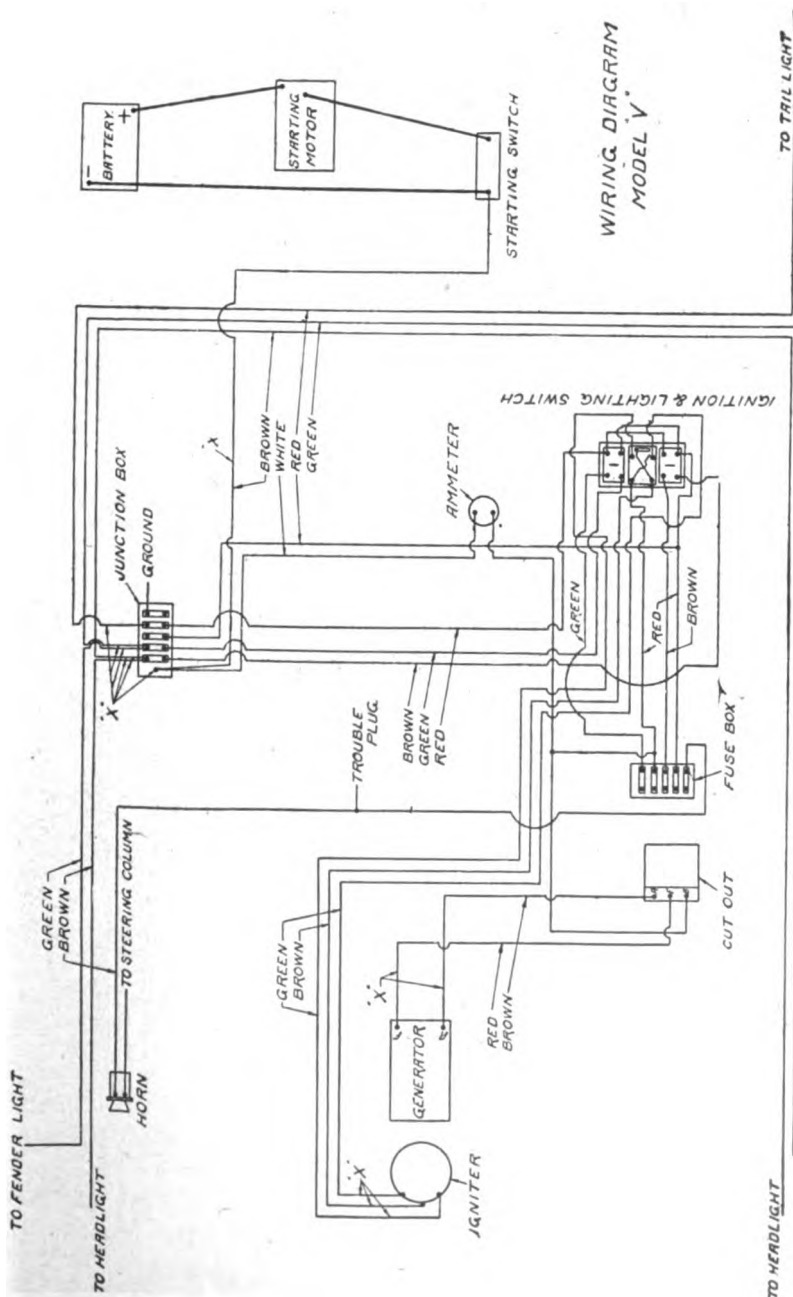 WIRING DIAGRAM
MODEL "V"
BATTERY.
+
-
STARTING
MOTOR
STARTING SWITCH
TO TAIL LIGHT
JUNCTION BOX
GROUND
"X"
BROWN
WHITE
RED
GREEN
"X"
AMMETER
IGNITION & LIGHTING SWITCH
BROWN
GREEN
RED
GREEN
RED
BROWN
TROUBLE
PLUG.
FUSE BOX
CUT OUT
GREEN
BROWN
TO STEERING COLUMN
HORN
GREEN
BROWN
"X"
RED
BROWN
GENERATOR
IGNITER
"X"
TO FENDER LIGHT
TO HEADLIGHT
TO HEADLIGHT